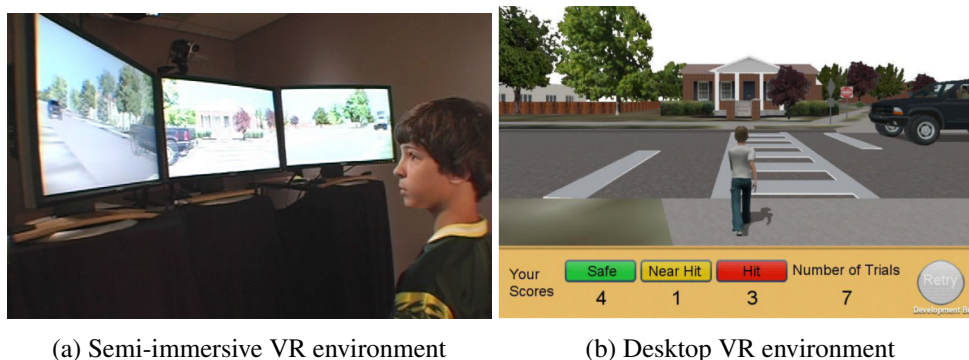 Your Scores
Safe
Near Hit
Hit
Number of Trials
4
1
3
7
Retry
(a) Semi-immersive VR environment
(b) Desktop VR environment